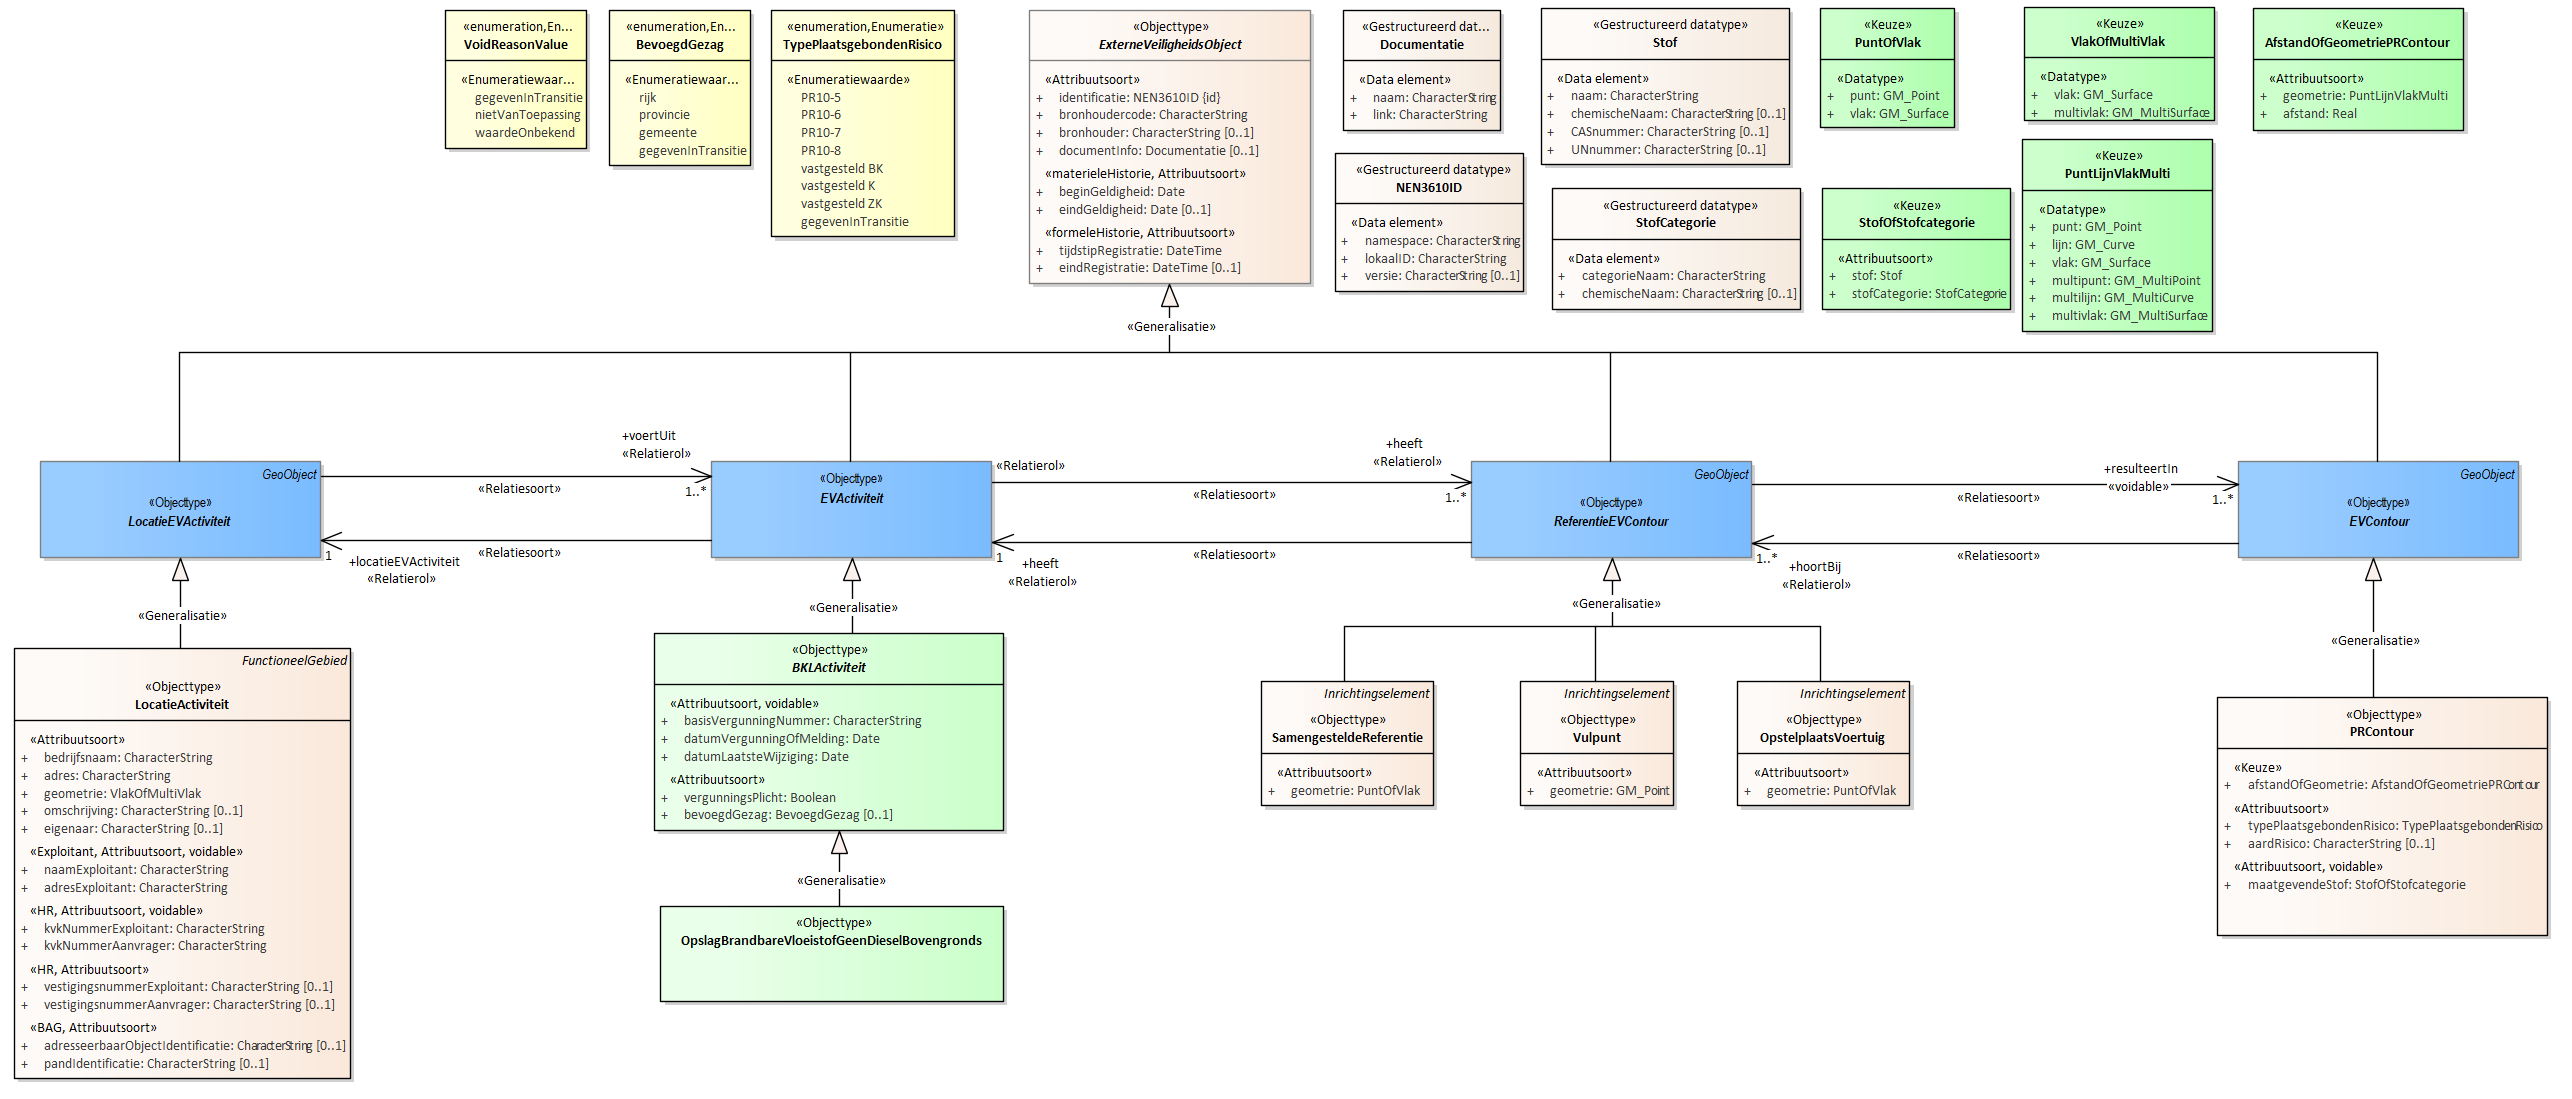 «enumeration,En...
VoidReasonValue
«Enumeratiewaar...
gegevenInTransitie
nietVanToepassing
waardeOnbekend
«enumeration,En...
BevoegdGezag
«Enumeratiewaar...
rijk
provincie
gemeente
gegevenInTransitie
«enumeration,Enumeratie»
TypePlaatsgebondenRisico
«Enumeratiewaarde»
PR10-5
PR10-6
PR10-7
PR10-8
vastgesteld BK
vastgesteld K
vastgesteld ZK
gegevenInTransitie
«Objecttype»
ExterneVeiligheidsObject
«Attribuutsoort»
+ identificatie: NEN3610ID {id}
+ bronhoudercode: CharacterString
+ bronhouder: CharacterString [0..1]
+ documentInfo: Documentatie [0..1]
«materieleHistorie, Attribuutsoort»
+ beginGeldigheid: Date
+ eindGeldigheid: Date [0..1]
«formeleHistorie, Attribuutsoort»
+ tijdstipRegistratie: DateTime
+ eindRegistratie: DateTime [0..1]
«Gestructureerd dat...
Documentatie
«Data element»
+ naam: CharacterString
+ link: CharacterString
«Gestructureerd datatype»
NEN3610ID
«Data element»
+ namespace: CharacterString
+ lokaalID: CharacterString
+ versie: CharacterString [0..1]
«Gestructureerd datatype»
Stof
«Data element»
+ naam: CharacterString
+ chemischeNaam: CharacterString [0..1]
+ CASnummer: CharacterString [0..1]
+ UNnummer: CharacterString [0..1]
«Gestructureerd datatype»
StofCategorie
«Data element»
+ categorieNaam: CharacterString
+ chemischeNaam: CharacterString [0..1]
«Keuze»
PuntOfVlak
«Datatype»
+ punt: GM_Point
+ vlak: GM_Surface
«Keuze»
StofOfStofcategorie
«Attribuutsoort»
+ stof: Stof
+ stofCategorie: StofCategorie
«Keuze»
VlakOfMultiVlak
«Datatype»
+ vlak: GM_Surface
+ multivlak: GM_MultiSurface
«Keuze»
PuntLijnVlakMulti
«Datatype»
+ punt: GM_Point
+ lijn: GM_Curve
+ vlak: GM_Surface
+ multipunt: GM_MultiPoint
+ multilijn: GM_MultiCurve
+ multivlak: GM_MultiSurface
«Keuze»
AfstandOfGeometriePRContour
«Attribuutsoort»
+ geometrie: PuntLijnVlakMulti
+ afstand: Real
«Generalisatie»
GeoObject
«Objecttype»
LocatieEVActiviteit
+voertUit
«Relatierol»
1..*
«Relatiesoort»
«Relatiesoort»
1
+locatieEVActiviteit
«Relatierol»
«Objecttype»
EVActiviteit
«Relatierol»
+heeft
«Relatierol»
1..*
«Relatiesoort»
«Relatiesoort»
1
+heeft
«Relatierol»
GeoObject
«Objecttype»
ReferentieEVContour
+resulteertIn
«voidable»
1..*
«Relatiesoort»
«Relatiesoort»
1..*
+hoortBij
«Relatierol»
GeoObject
«Objecttype»
EVContour
«Generalisatie»
«Generalisatie»
«Generalisatie»
«Generalisatie»
FunctioneelGebied
«Objecttype»
LocatieActiviteit
«Attribuutsoort»
+ bedrijfsnaam: CharacterString
+ adres: CharacterString
+ geometrie: VlakOfMultiVlak
+ omschrijving: CharacterString [0..1]
+ eigenaar: CharacterString [0..1]
«Exploitant, Attribuutsoort, voidable»
+ naamExploitant: CharacterString
+ adresExploitant: CharacterString
«HR, Attribuutsoort, voidable»
+ kvkNummerExploitant: CharacterString
+ kvkNummerAanvrager: CharacterString
«HR, Attribuutsoort»
+ vestigingsnummerExploitant: CharacterString [0..1]
+ vestigingsnummerAanvrager: CharacterString [0..1]
«BAG, Attribuutsoort»
+ adresseerbaarObjectIdentificatie: CharacterString [0..1]
+ pandIdentificatie: CharacterString [0..1]
«Objecttype»
BKLActiviteit
«Attribuutsoort, voidable»
+ basisVergunningNummer: CharacterString
+ datumVergunningOfMelding: Date
+ datumLaatsteWijziging: Date
«Attribuutsoort»
+ vergunningsPlicht: Boolean
+ bevoegdGezag: BevoegdGezag [0..1]
«Generalisatie»
«Objecttype»
OpslagBrandbareVloeistofGeenDieselBovengronds
Inrichtingselement
«Objecttype»
SamengesteldeReferentie
«Attribuutsoort»
+ geometrie: PuntOfVlak
Inrichtingselement
«Objecttype»
Vulpunt
«Attribuutsoort»
+ geometrie: GM_Point
Inrichtingselement
«Objecttype»
OpstelplaatsVoertuig
«Attribuutsoort»
+ geometrie: PuntOfVlak
«Objecttype»
PRContour
«Keuze»
+ afstandOfGeometrie: AfstandOfGeometriePRContour
«Attribuutsoort»
+ typePlaatsgebondenRisico: TypePlaatsgebondenRisico
+ aardRisico: CharacterString [0..1]
«Attribuutsoort, voidable»
+ maatgevendeStof: StofOfStofcategorie